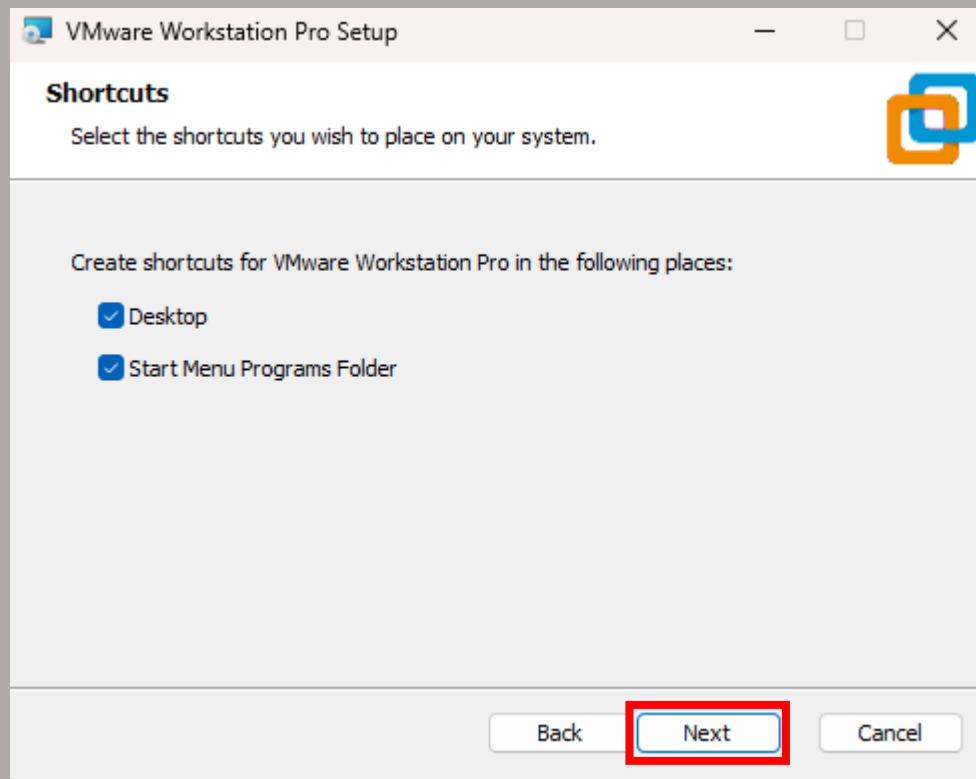 VMware Workstation Pro Setup
Shortcuts
Select the shortcuts you wish to place on your system.
Create shortcuts for VMware Workstation Pro in the following places:
Desktop
Start Menu Programs Folder
Back
Next
Cancel